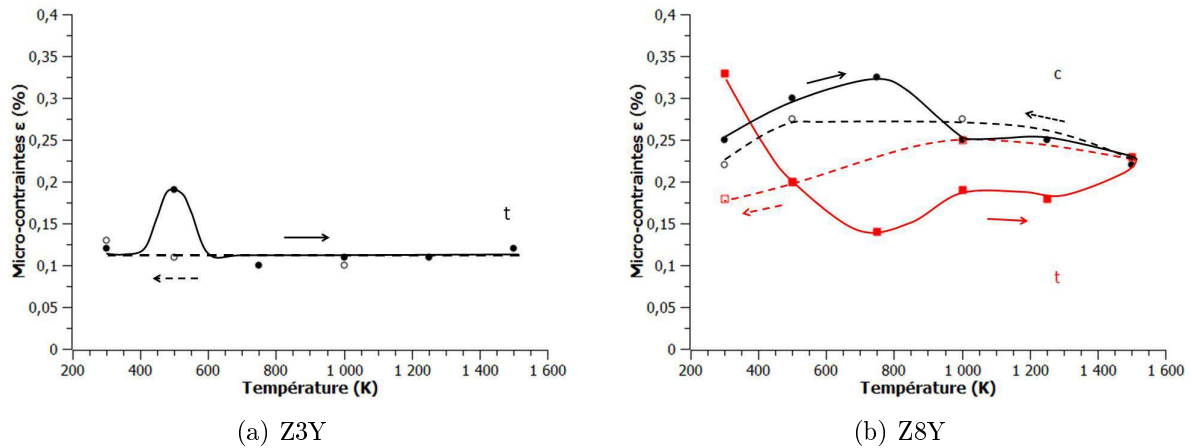 0,4
0,35
0,3
0,25
0,2
0,15
0,1
0,05
0
Micro-contraintes ε (%)
t
200 400 600 800 1 000 1 200 1 400 1 600
Température (K)
(a) Z3Y
0,4
0,35
0,3
0,25
0,2
0,15
0,1
0,05
0
Micro-contraintes ε (%)
c
t
200 400 600 800 1 000 1 200 1 400 1 600
Température (K)
(b) Z8Y